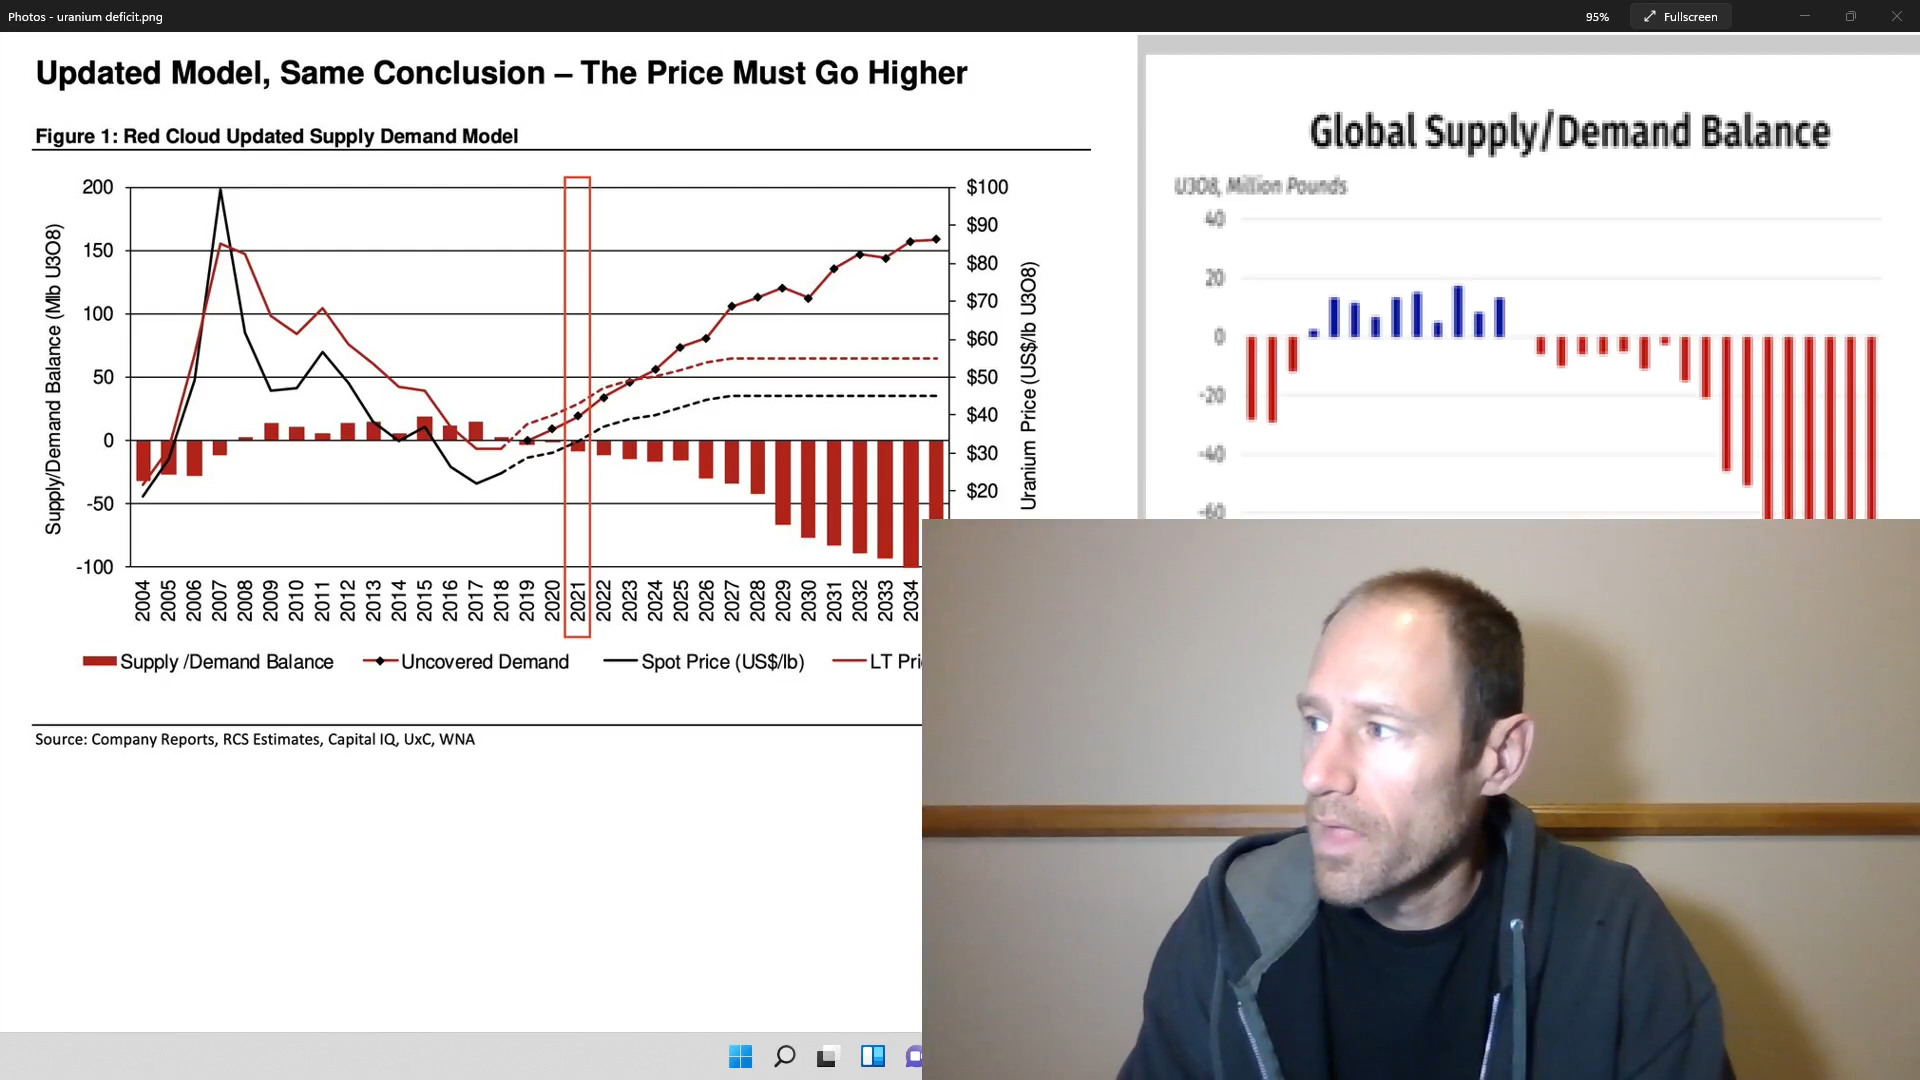 Photos - uranium deficit.png
95%
Fullscreen
Updated Model, Same Conclusion – The Price Must Go Higher
Figure 1: Red Cloud Updated Supply Demand Model
Supply/Demand Balance (Mlb U3O8)
200
150
100
50
0
-50
-100
$100
$90
$80
$70
$60
$50
$40
$30
$20
Uranium Price (US$/lb U3O8)
2004 2005 2006 2007 2008 2009 2010 2011 2012 2013 2014 2015 2016 2017 2018 2019 2020 2021 2022 2023 2024 2025 2026 2027 2028 2029 2030 2031 2032 2033 2034
Supply /Demand Balance
Uncovered Demand
Spot Price (US$/lb)
LT
Source: Company Reports, RCS Estimates, Capital IQ, UxC, WNA
Global Supply/Demand Balance
U3O8, Million Pounds
40
20
0
-20
-40
-60